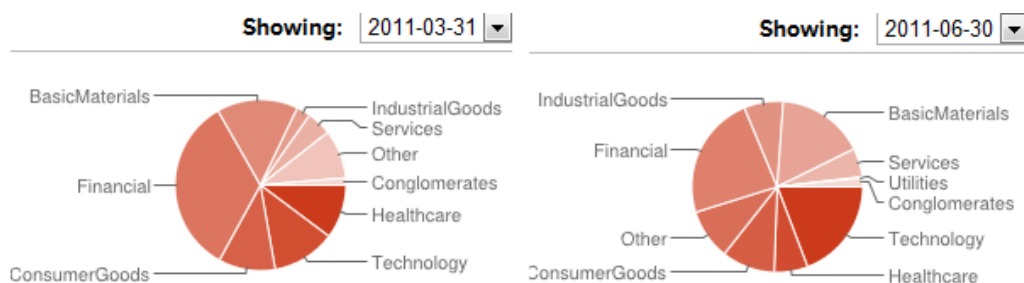 Showing: 2011-03-31
BasicMaterials
IndustrialGoods
Services
Other
Financial
Conglomerates
Healthcare
Technology
ConsumerGoods
Showing: 2011-06-30
IndustrialGoods
BasicMaterials
Financial
Services
Utilities
Conglomerates
Other
Technology
ConsumerGoods
Healthcare